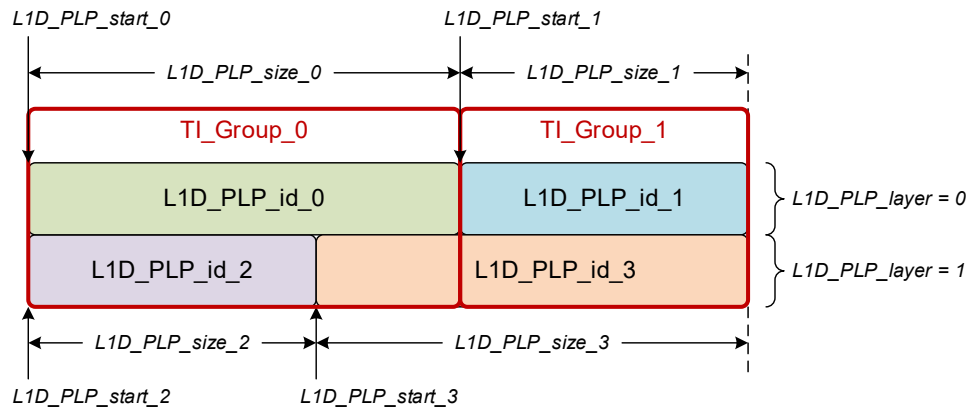 L1D_PLP_start_0
L1D_PLP_start_1
L1D_PLP_size_0
L1D_PLP_size_1
TI_Group_0
TI_Group_1
L1D_PLP_id_0
L1D_PLP_id_1
L1D_PLP_layer = 0
L1D_PLP_id_2
L1D_PLP_id_3
L1D_PLP_layer = 1
L1D_PLP_size_2
L1D_PLP_size_3
L1D_PLP_start_2
L1D_PLP_start_3